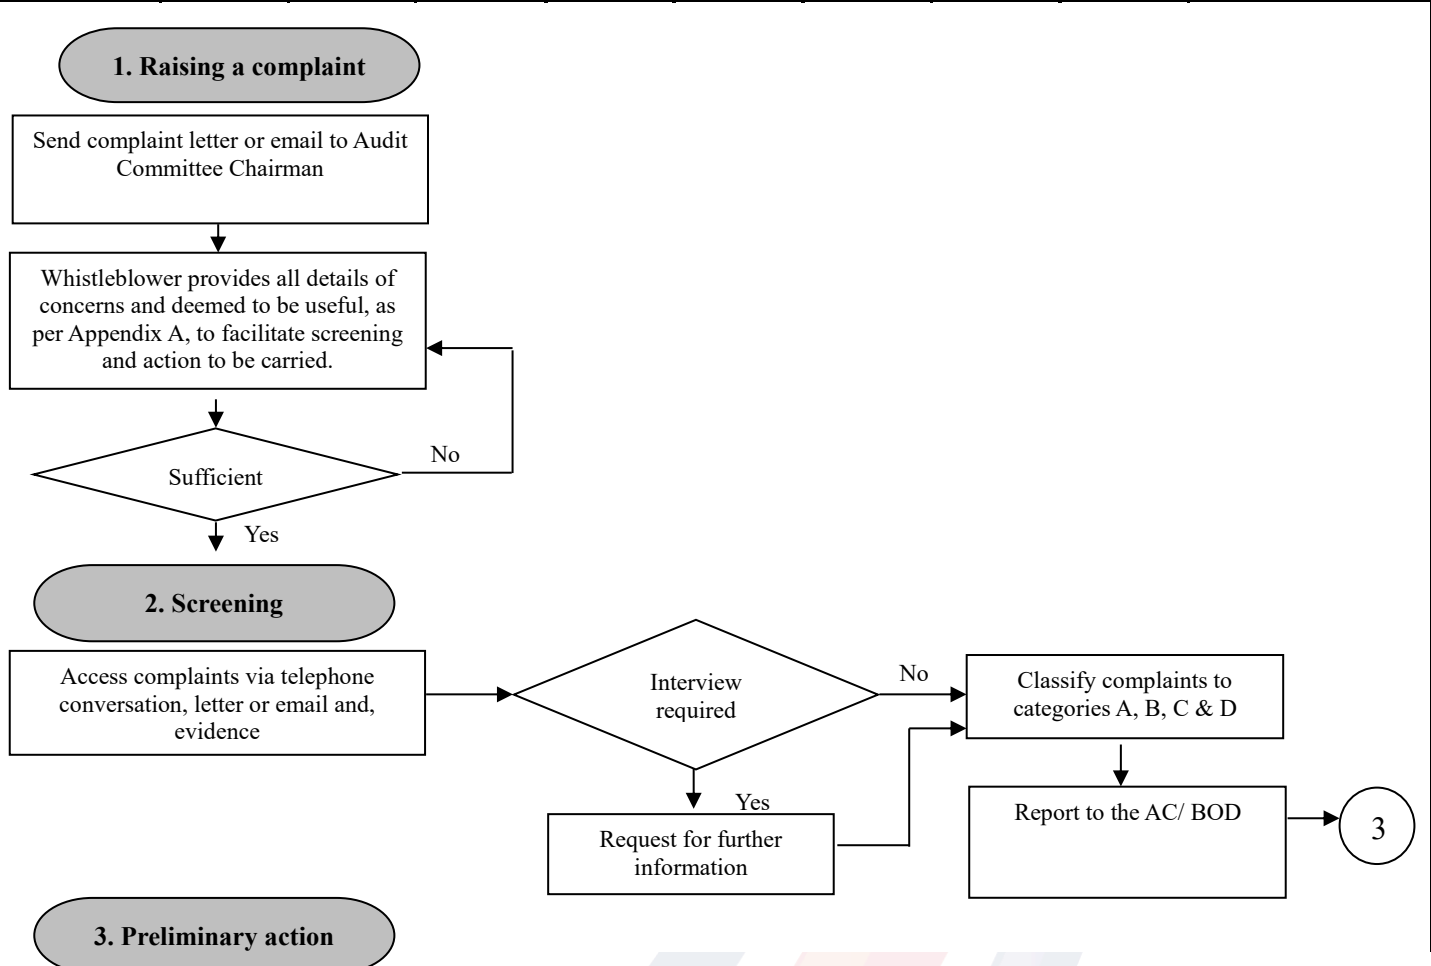 1. Raising a complaint
Send complaint letter or email to Audit
Committee Chairman
Whistleblower provides all details of
concerns and deemed to be useful, as
per Appendix A, to facilitate screening
and action to be carried.
No
Sufficient
Yes
2. Screening
Access complaints via telephone
conversation, letter or email and,
evidence
Interview
required
No
Yes
Request for further
information
Classify complaints to
categories A, B, C & D
Report to the AC/ BOD
3
3. Preliminary action